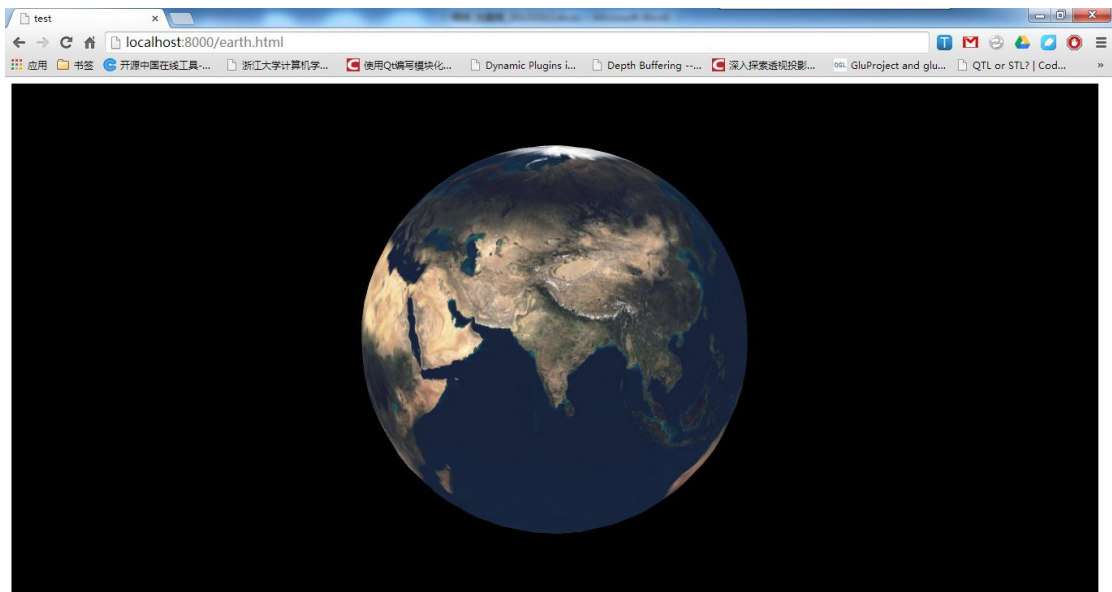 test
localhost:8000/earth.html
应用 书签 开源中国在线工具-... 浙江大学计算机学... 使用Qt编写模块化... Dynamic Plugins i... Depth Buffering --... 深入探索透视投影... OGL GluProject and glu... QTL or STL? | Cod... »